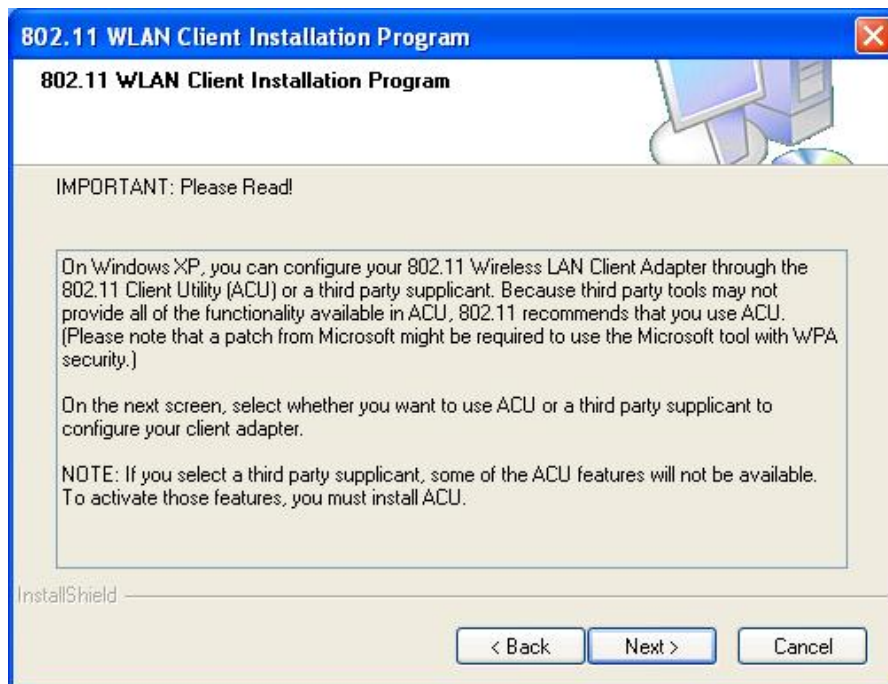 802.11 WLAN Client Installation Program
802.11 WLAN Client Installation Program
IMPORTANT: Please Read!
On Windows XP, you can configure your 802.11 Wireless LAN Client Adapter through the
802.11 Client Utility (ACU) or a third party supplicant. Because third party tools may not
provide all of the functionality available in ACU, 802.11 recommends that you use ACU.
(Please note that a patch from Microsoft might be required to use the Microsoft tool with WPA
security.)
On the next screen, select whether you want to use ACU or a third party supplicant to
configure your client adapter.
NOTE: If you select a third party supplicant, some of the ACU features will not be available.
To activate those features, you must install ACU.
InstallShield
< Back
Next >
Cancel